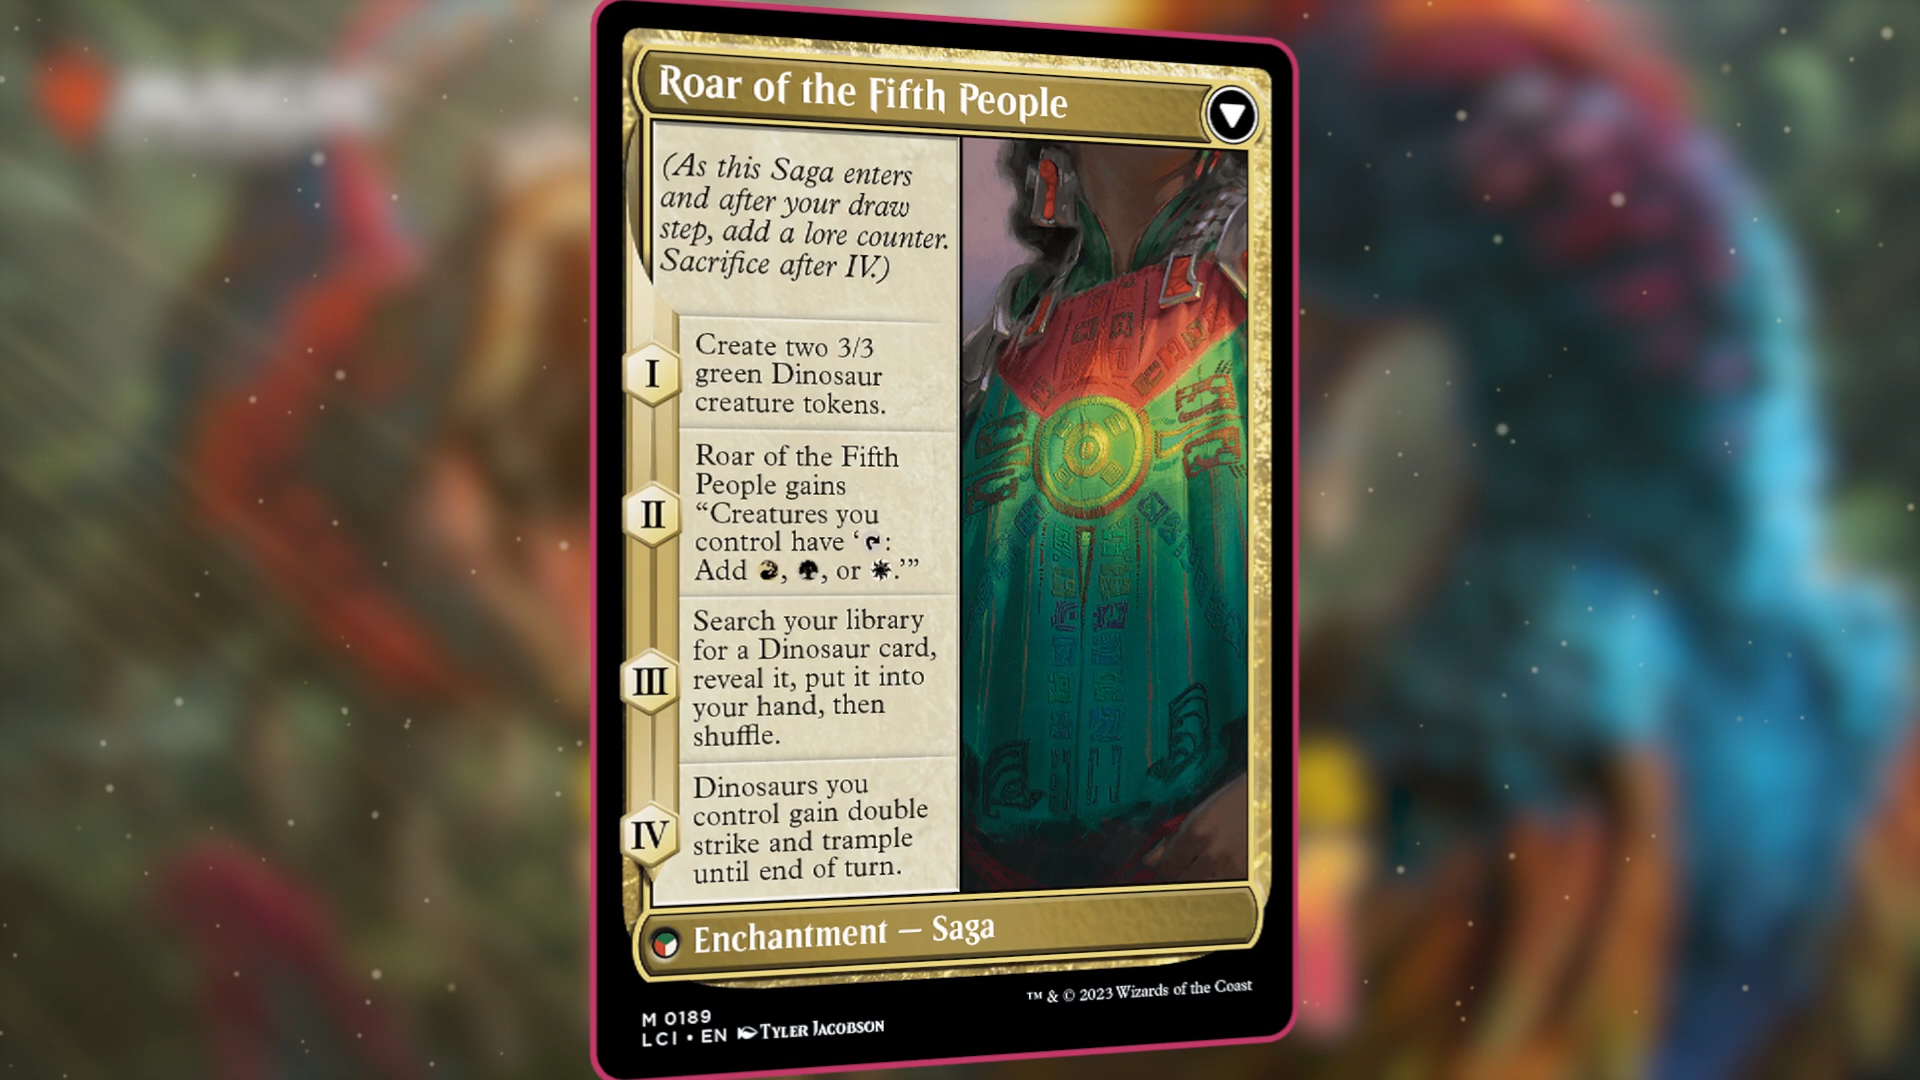 Roar of the Fifth People
(As this Saga enters
and after your draw
step, add a lore counter.
Sacrifice after IV.)
I
Create two 3/3
green Dinosaur
creature tokens.
II
Roar of the Fifth
People gains
“Creatures you
control have ‘ :
Add , , or .’”
III
Search your library
for a Dinosaur card,
reveal it, put it into
your hand, then
shuffle.
IV
Dinosaurs you
control gain double
strike and trample
until end of turn.
Enchantment — Saga
™ & © 2023 Wizards of the Coast
M 0189
LCI • EN Tyler Jacobson